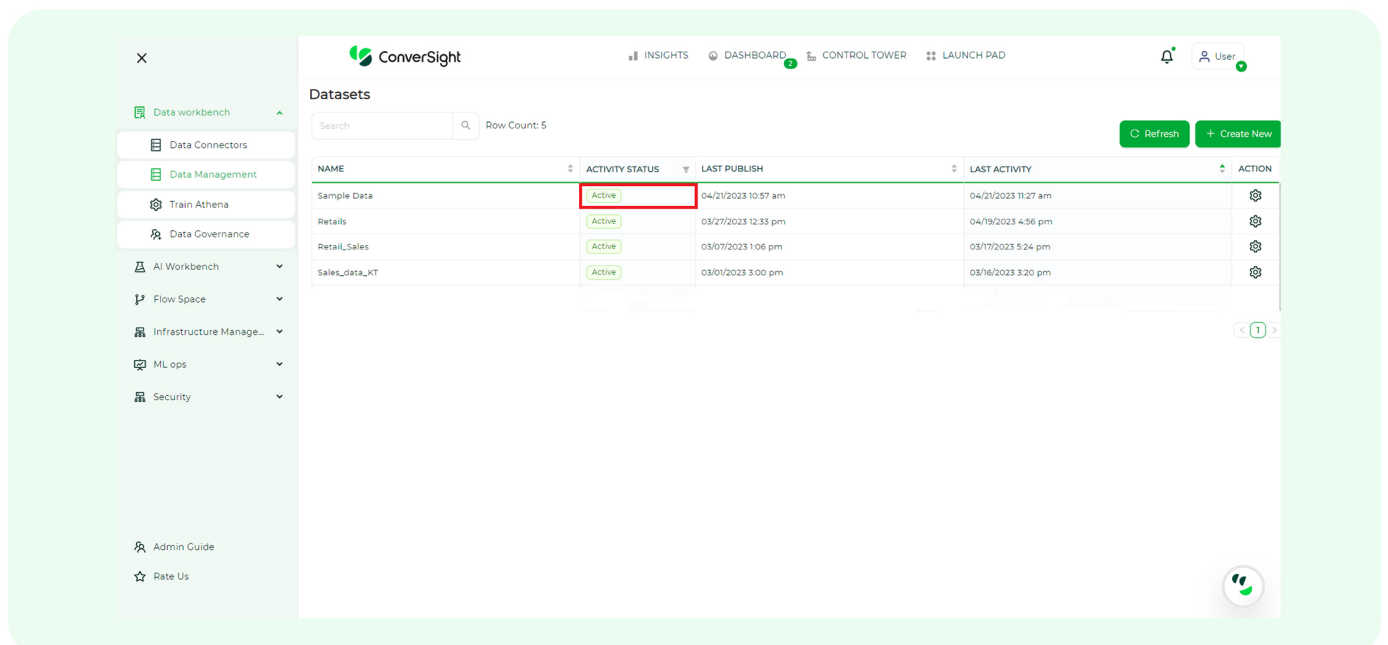 ConverSight
INSIGHTS
DASHBOARD
2
CONTROL TOWER
LAUNCH PAD
User
Data workbench
Data Connectors
Data Management
Train Athena
Data Governance
AI Workbench
Flow Space
Infrastructure Manage...
ML ops
Security
Admin Guide
Rate Us
Datasets
Search
Row Count: 5
Refresh
+ Create New
NAME ACTIVITY STATUS LAST PUBLISH LAST ACTIVITY ACTION
Sample Data Active 04/21/2023 10:57 am 04/21/2023 11:27 am
Retails Active 03/27/2023 12:33 pm 04/19/2023 4:56 pm
Retail_Sales Active 03/07/2023 1:06 pm 03/17/2023 5:24 pm
Sales_data_KT Active 03/01/2023 3:00 pm 03/16/2023 3:20 pm
< 1 >